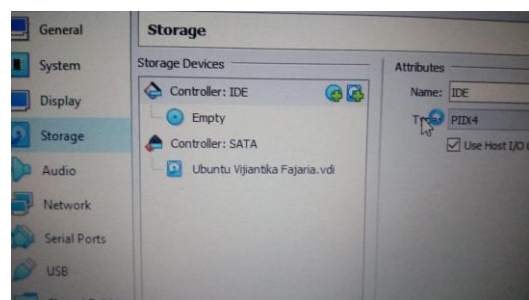 General
System
Display
Storage
Audio
Network
Serial Ports
USB
Storage
Storage Devices
Controller: IDE
Empty
Controller: SATA
Ubuntu Vijiantika Fajaria.vdi
Attributes
Name: IDE
PIIX4
Use Host I/O